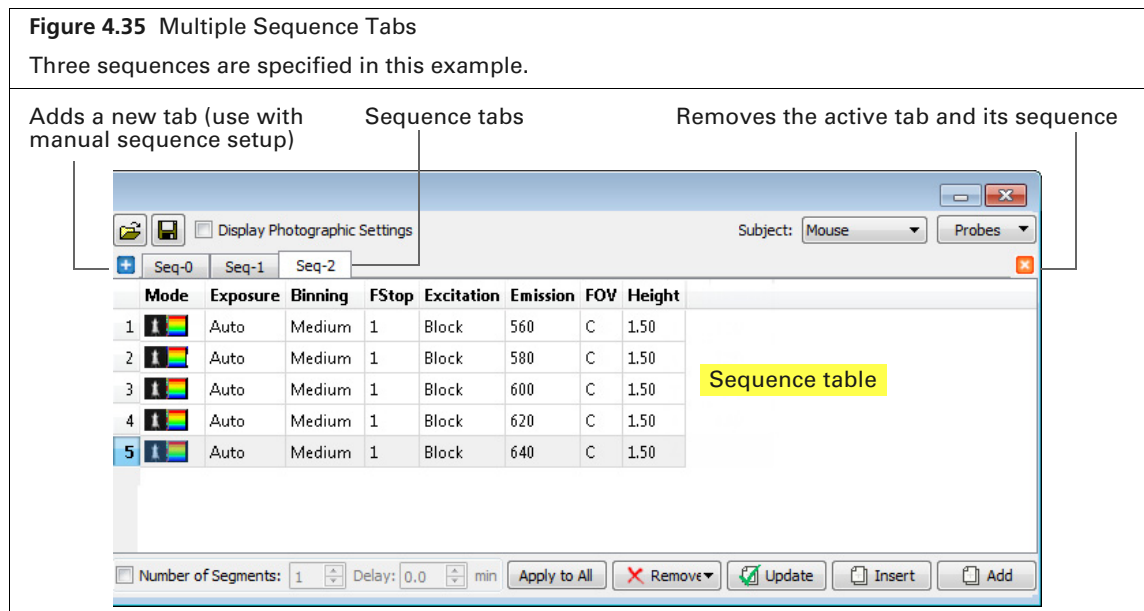 Figure 4.35 Multiple Sequence Tabs
Three sequences are specified in this example.
Adds a new tab (use with manual sequence setup)
Sequence tabs
Removes the active tab and its sequence
Display Photographic Settings
Subject: Mouse
Probes
Seq-0 Seq-1 Seq-2
Mode Exposure Binning FStop Excitation Emission FOV Height
1 Auto Medium 1 Block 560 C 1.50
2 Auto Medium 1 Block 580 C 1.50
3 Auto Medium 1 Block 600 C 1.50
4 Auto Medium 1 Block 620 C 1.50
5 Auto Medium 1 Block 640 C 1.50
Sequence table
Number of Segments: 1 Delay: 0.0 min Apply to All Remove Update Insert Add